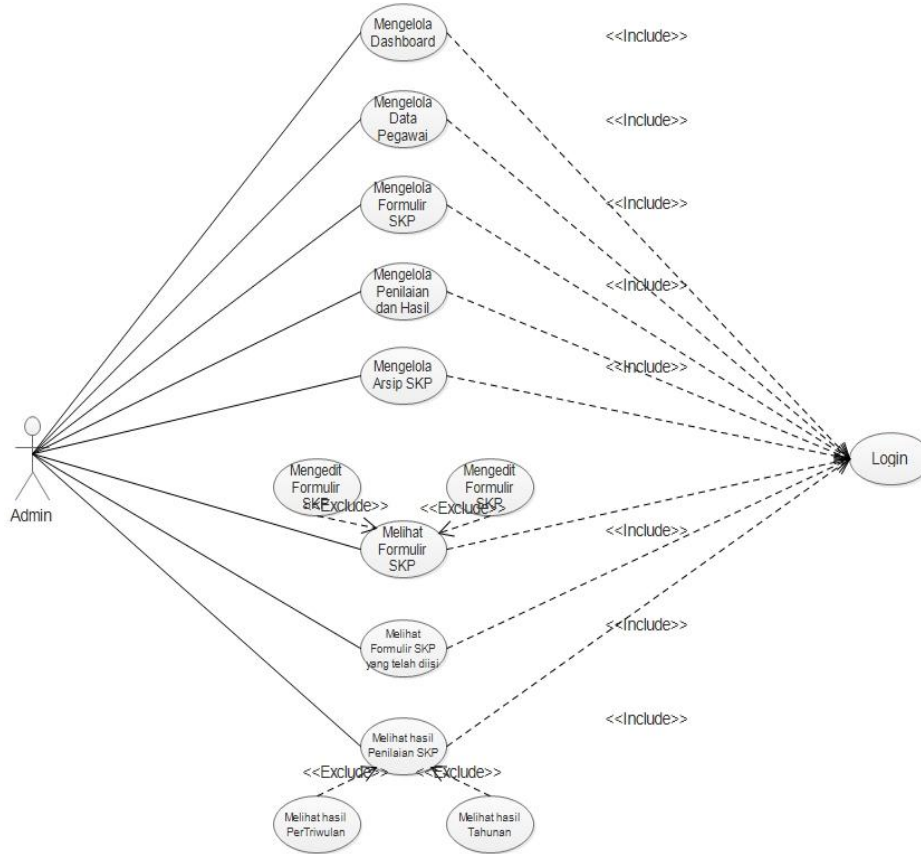 Mengelola
Dashboard
<<Include>>
Mengelola
Data
Pegawai
<<Include>>
Mengelola
Formulir
SKP
<<Include>>
Mengelola
Penilaian
dan Hasil
<<Include>>
Mengelola
Arsip SKP
<<Include>>
Admin
Login
Mengedit
Formulir
SKP
<<Exclude>>
Mengedit
Formulir
SKP
<<Exclude>>
Melihat
Formulir
SKP
<<Include>>
Melihat
Formulir SKP
yang telah diisi
<<Include>>
Melihat hasil
Penilaian SKP
<<Include>>
<<Exclude>>
<<Exclude>>
Melihat hasil
PerTriwulan
Melihat hasil
Tahunan